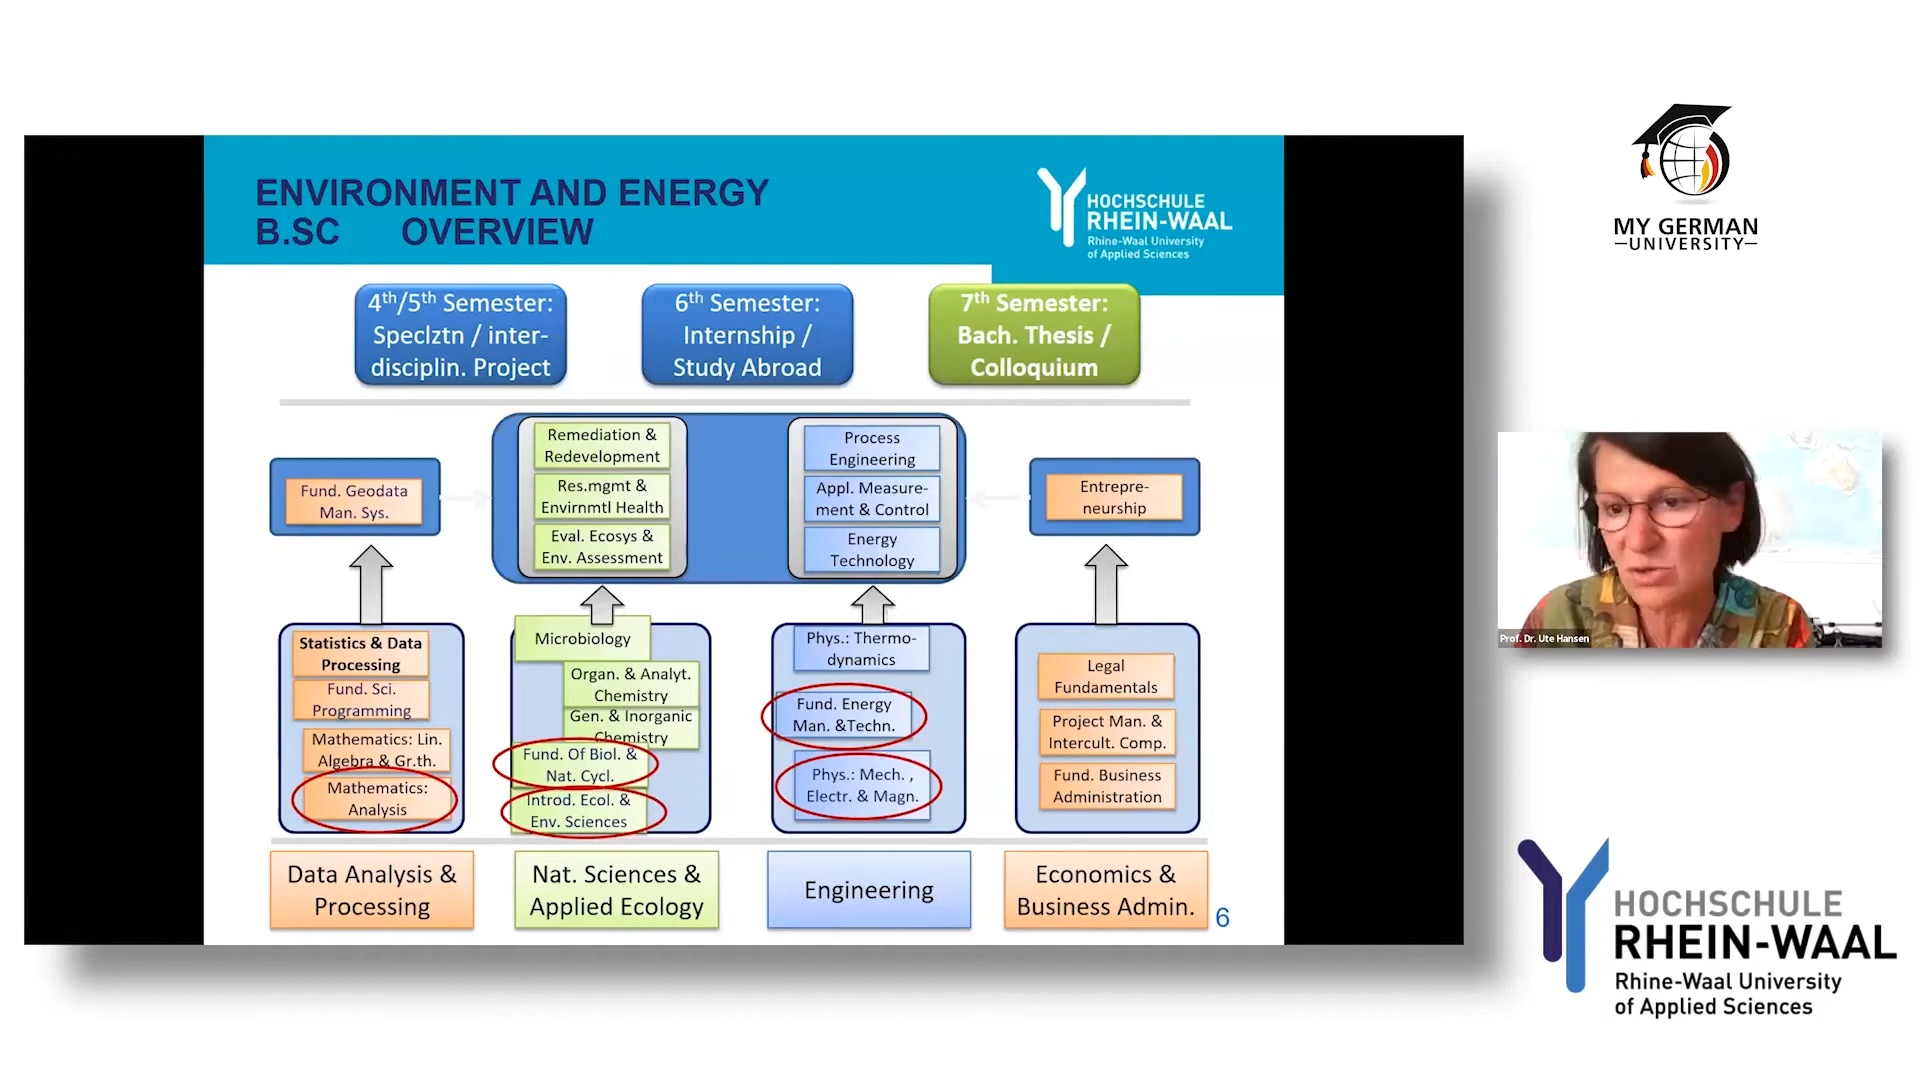 ENVIRONMENT AND ENERGY
B.SC OVERVIEW
HOCHSCHULE
RHEIN-WAAL
Rhine-Waal University
of Applied Sciences
4th/5th Semester:
Speclztn / inter-
disciplin. Project
6th Semester:
Internship /
Study Abroad
7th Semester:
Bach. Thesis /
Colloquium
Fund. Geodata
Man. Sys.
Remediation &
Redevelopment
Res.mgmt &
Envirnmtl Health
Eval. Ecosys &
Env. Assessment
Process
Engineering
Appl. Measure-
ment & Control
Energy
Technology
Entrepre-
neurship
Statistics & Data
Processing
Fund. Sci.
Programming
Mathematics: Lin.
Algebra & Gr.th.
Mathematics:
Analysis
Microbiology
Organ. & Analyt.
Chemistry
Gen. & Inorganic
Chemistry
Fund. Of Biol. &
Nat. Cycl.
Introd. Ecol. &
Env. Sciences
Phys.: Thermo-
dynamics
Fund. Energy
Man. &Techn.
Phys.: Mech. ,
Electr. & Magn.
Legal
Fundamentals
Project Man. &
Intercult. Comp.
Fund. Business
Administration
Data Analysis &
Processing
Nat. Sciences &
Applied Ecology
Engineering
Economics &
Business Admin.
6
MY GERMAN
UNIVERSITY
Prof. Dr. Ute Hansen
HOCHSCHULE
RHEIN-WAAL
Rhine-Waal University
of Applied Sciences